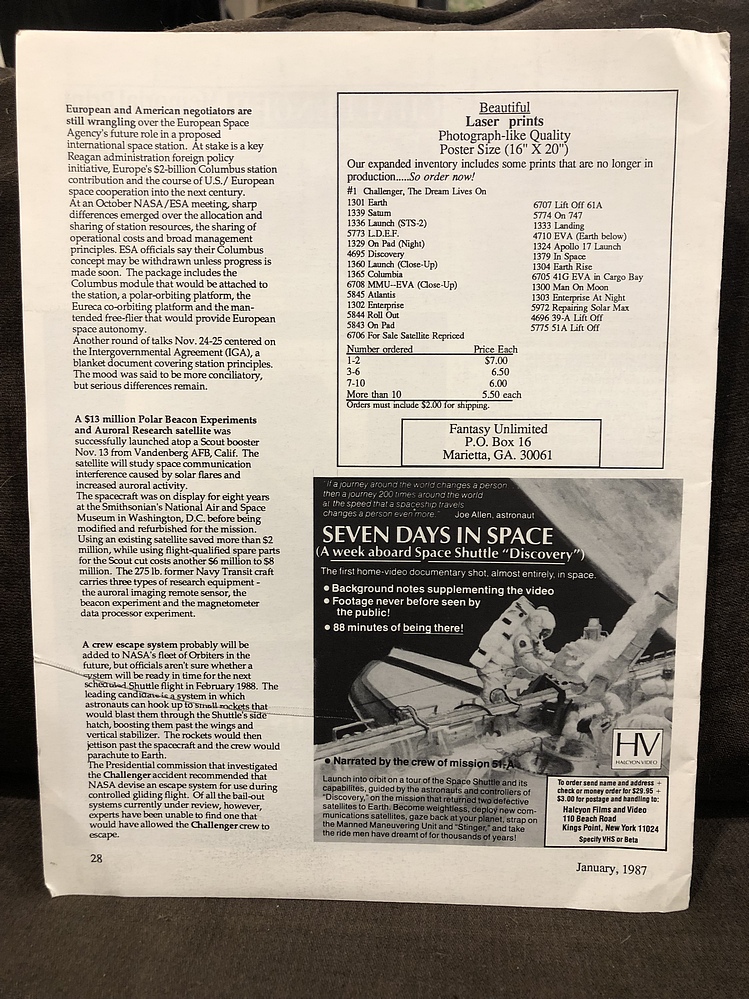 European and American negotiators are
still wrangling over the European Space
Agency's future role in a proposed
international space station. At stake is a key
Reagan administration foreign policy
initiative, Europe's $2-billion Columbus station
contribution and the course of U.S./ European
space cooperation into the next century.
At an October NASA/ESA meeting, sharp
differences emerged over the allocation and
sharing of station resources, the sharing of
operational costs and broad management
principles. ESA officials say their Columbus
concept may be withdrawn unless progress is
made soon. The package includes the
Columbus module that would be attached to
the station, a polar-orbiting platform, the
Eureca co-orbiting platform and the man-
tended free-flier that would provide European
space autonomy.
Another round of talks Nov. 24-25 centered on
the Intergovernmental Agreement (IGA), a
blanket document covering station principles.
The mood was said to be more conciliatory,
but serious differences remain.
A $13 million Polar Beacon Experiments
and Auroral Research satellite was
successfully launched atop a Scout booster
Nov. 13 from Vandenberg AFB, Calif. The
satellite will study space communication
interference caused by solar flares and
increased auroral activity.
The spacecraft was on display for eight years
at the Smithsonian's National Air and Space
Museum in Washington, D.C. before being
modified and refurbished for the mission.
Using an existing satellite saved more than $2
million, while using flight-qualified spare parts
for the Scout cut costs another $6 million to $8
million. The 275 lb. former Navy Transit craft
carries three types of research equipment -
the auroral imaging remote sensor, the
beacon experiment and the magnetometer
data processor experiment.
A crew escape system probably will be
added to NASA's fleet of Orbiters in the
future, but officials aren't sure whether a
system will be ready in time for the next
scheduled Shuttle flight in February 1988. The
leading candidate is a system in which
astronauts can hook up to small rockets that
would blast them through the Shuttle's side
hatch, boosting them past the wings and
vertical stabilizer. The rockets would then
jettison past the spacecraft and the crew would
parachute to Earth.
The Presidential commission that investigated
the Challenger accident recommended that
NASA devise an escape system for use during
controlled gliding flight. Of all the bail-out
systems currently under review, however,
experts have been unable to find one that
would have allowed the Challenger crew to
escape.
28
Beautiful
Laser prints
Photograph-like Quality
Poster Size (16" X 20")
Our expanded inventory includes some prints that are no longer in
production.....So order now!
#1 Challenger, The Dream Lives On
1301 Earth
1339 Saturn
1336 Launch (STS-2)
5773 L.D.E.F.
1329 On Pad (Night)
4695 Discovery
1360 Launch (Close-Up)
1365 Columbia
6708 MMU--EVA (Close-Up)
5845 Atlantis
1302 Enterprise
5844 Roll Out
5843 On Pad
6706 For Sale Satellite Repriced
6707 Lift Off 61A
5774 On 747
1333 Landing
4710 EVA (Earth below)
1324 Apollo 17 Launch
1379 In Space
1304 Earth Rise
6705 41G EVA in Cargo Bay
1300 Man On Moon
1303 Enterprise At Night
5972 Repairing Solar Max
4696 39-A Lift Off
5775 51A Lift Off
Number ordered Price Each
1-2 $7.00
3-6 6.50
7-10 6.00
More than 10 5.50 each
Orders must include $2.00 for shipping.
Fantasy Unlimited
P.O. Box 16
Marietta, GA. 30061
"If a journey around the world changes a person
then a journey 200 times around the world
at the speed that a spaceship travels
changes a person even more." Joe Allen, astronaut
SEVEN DAYS IN SPACE
(A week aboard Space Shuttle "Discovery")
The first home-video documentary shot, almost entirely, in space.
• Background notes supplementing the video
• Footage never before seen by
the public!
• 88 minutes of being there!
• Narrated by the crew of mission 51-A
HV
HALCYON VIDEO
Launch into orbit on a tour of the Space Shuttle and its
capabilites, guided by the astronauts and controllers of
"Discovery," on the mission that returned two defective
satellites to Earth. Become weightless, deploy new com-
munications satellites, gaze back at your planet, strap on
the Manned Maneuvering Unit and "Stinger," and take
the ride men have dreamt of for thousands of years!
To order send name and address +
check or money order for $29.95 +
$3.00 for postage and handling to:
Halcyon Films and Video
110 Beach Road
Kings Point, New York 11024
Specify VHS or Beta
January, 1987